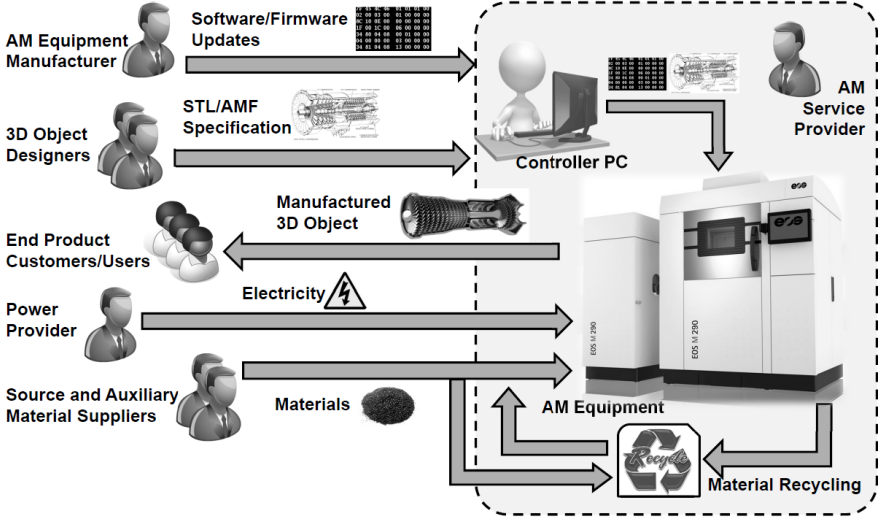 AM Equipment
Manufacturer
Software/Firmware
Updates
3D Object
Designers
STL/AMF
Specification
Controller PC
AM
Service
Provider
Manufactured
3D Object
End Product
Customers/Users
eos
eos
Power
Provider
Electricity
EOS M 290
EOS M 290
Source and Auxiliary
Material Suppliers
Materials
AM Equipment
Recycle
Material Recycling